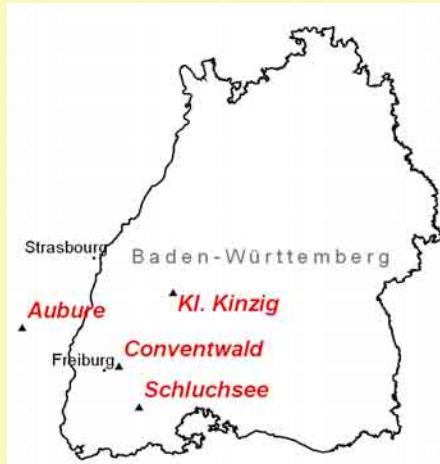 Strasbourg
Baden-Württemberg
Aubure
Kl. Kinzig
Freiburg
Conventwald
Schluchsee